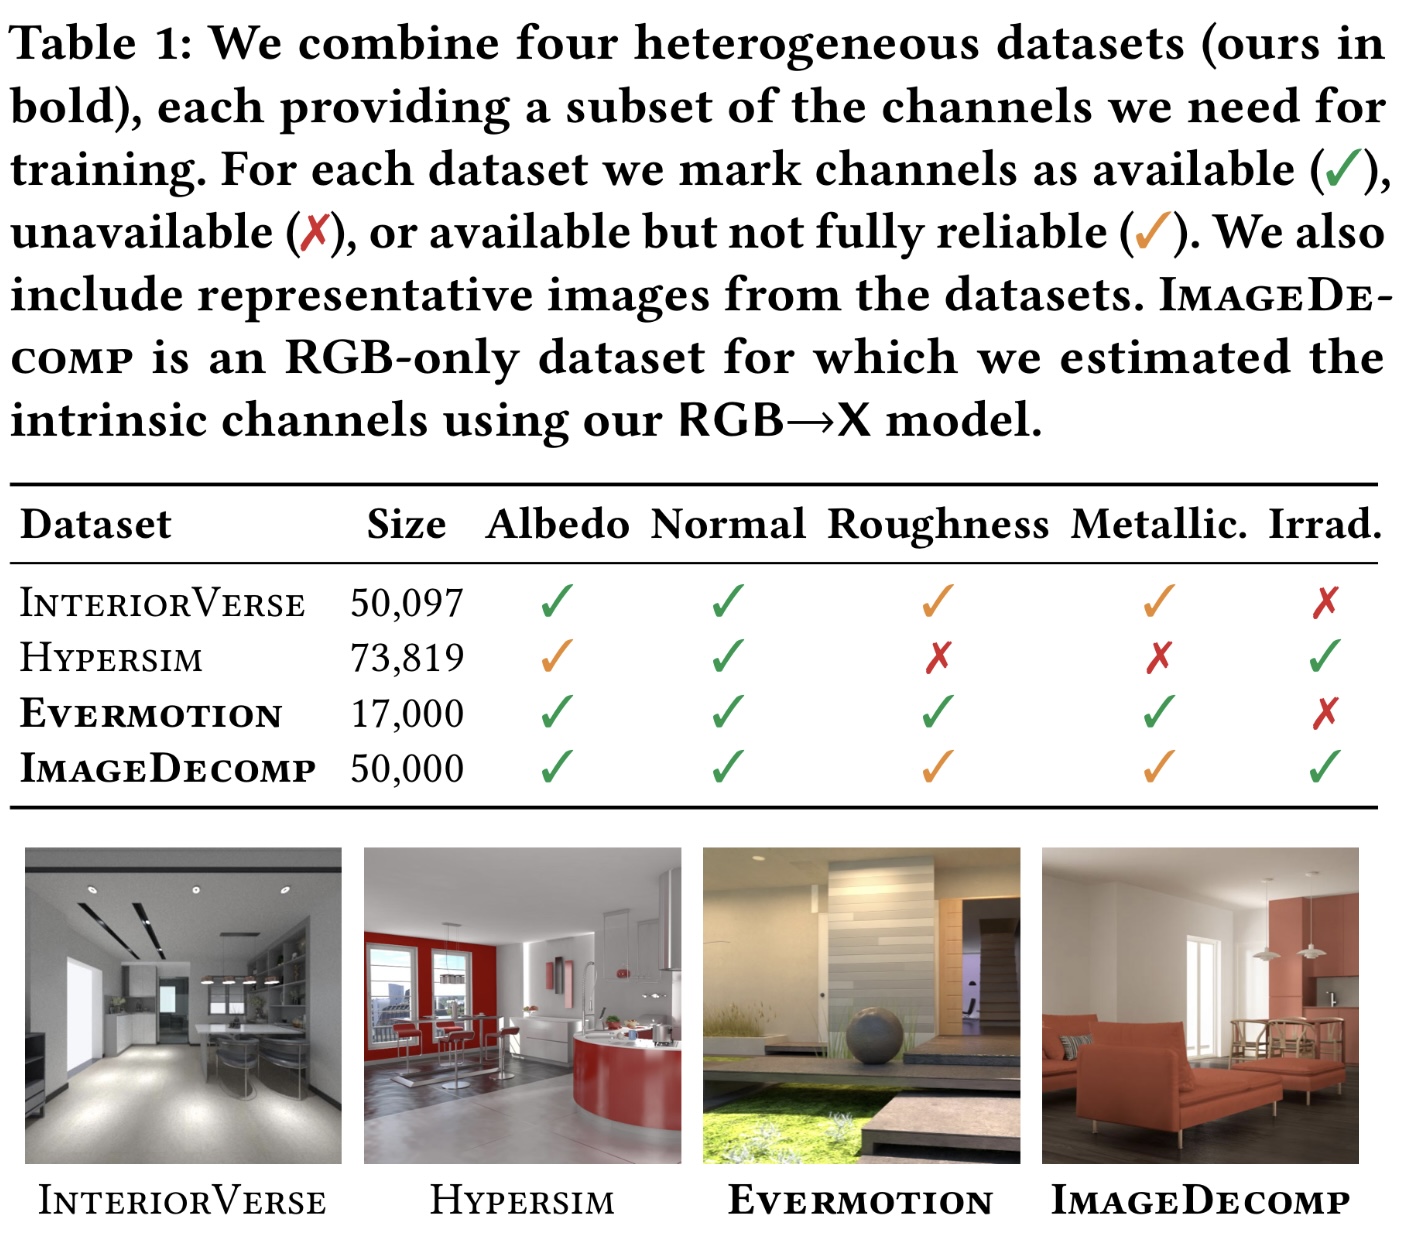 Table 1: We combine four heterogeneous datasets (ours in
bold), each providing a subset of the channels we need for
training. For each dataset we mark channels as available (✓),
unavailable (✗), or available but not fully reliable (✓). We also
include representative images from the datasets. IMAGEDE-
COMP is an RGB-only dataset for which we estimated the
intrinsic channels using our RGB→X model.
Dataset Size Albedo Normal Roughness Metallic. Irrad.
INTERIORVERSE 50,097 ✓ ✓ ✓ ✓ ✗
HYPERSIM 73,819 ✓ ✓ ✗ ✗ ✓
EVERMOTION 17,000 ✓ ✓ ✓ ✓ ✗
IMAGEDECOMP 50,000 ✓ ✓ ✓ ✓ ✓
INTERIORVERSE HYPERSIM EVERMOTION IMAGEDECOMP